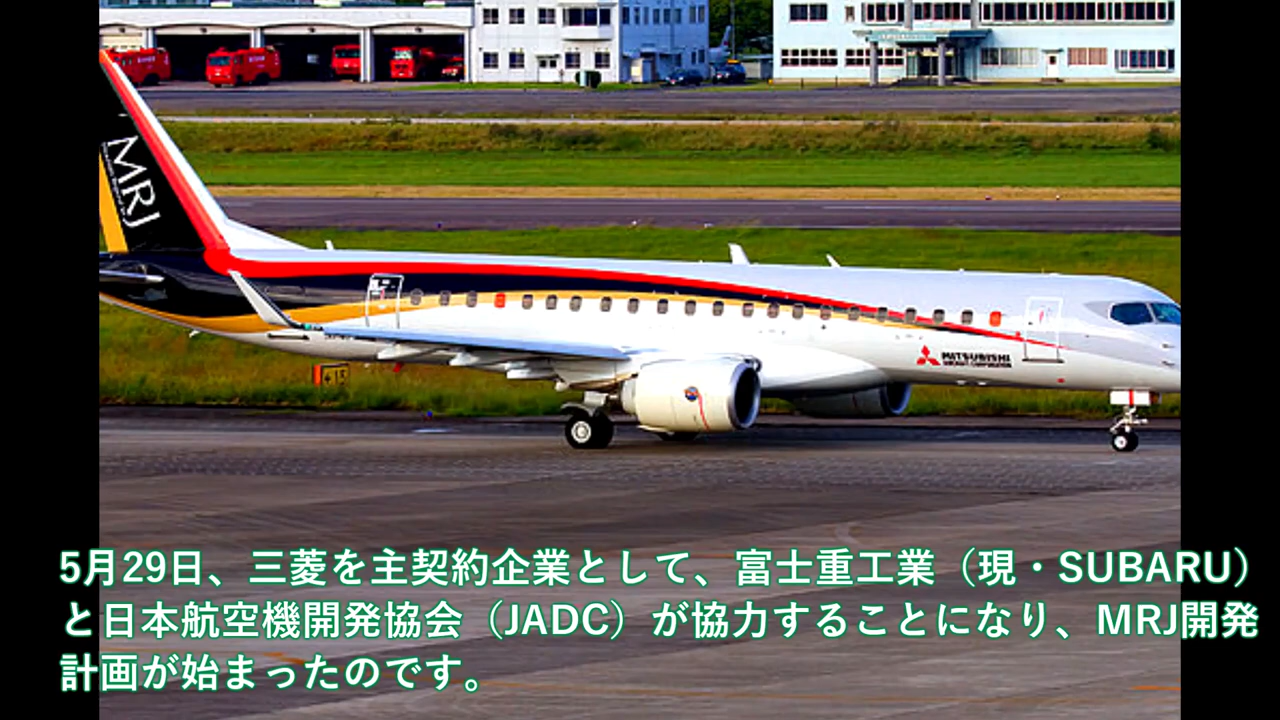 MRJ
MITSUBISHI
AIRCRAFT CORPORATION
5月29日、三菱を主契約企業として、富士重工業（現・SUBARU）
と日本航空機開発協会（JADC）が協力することになり、MRJ開発
計画が始まったのです。